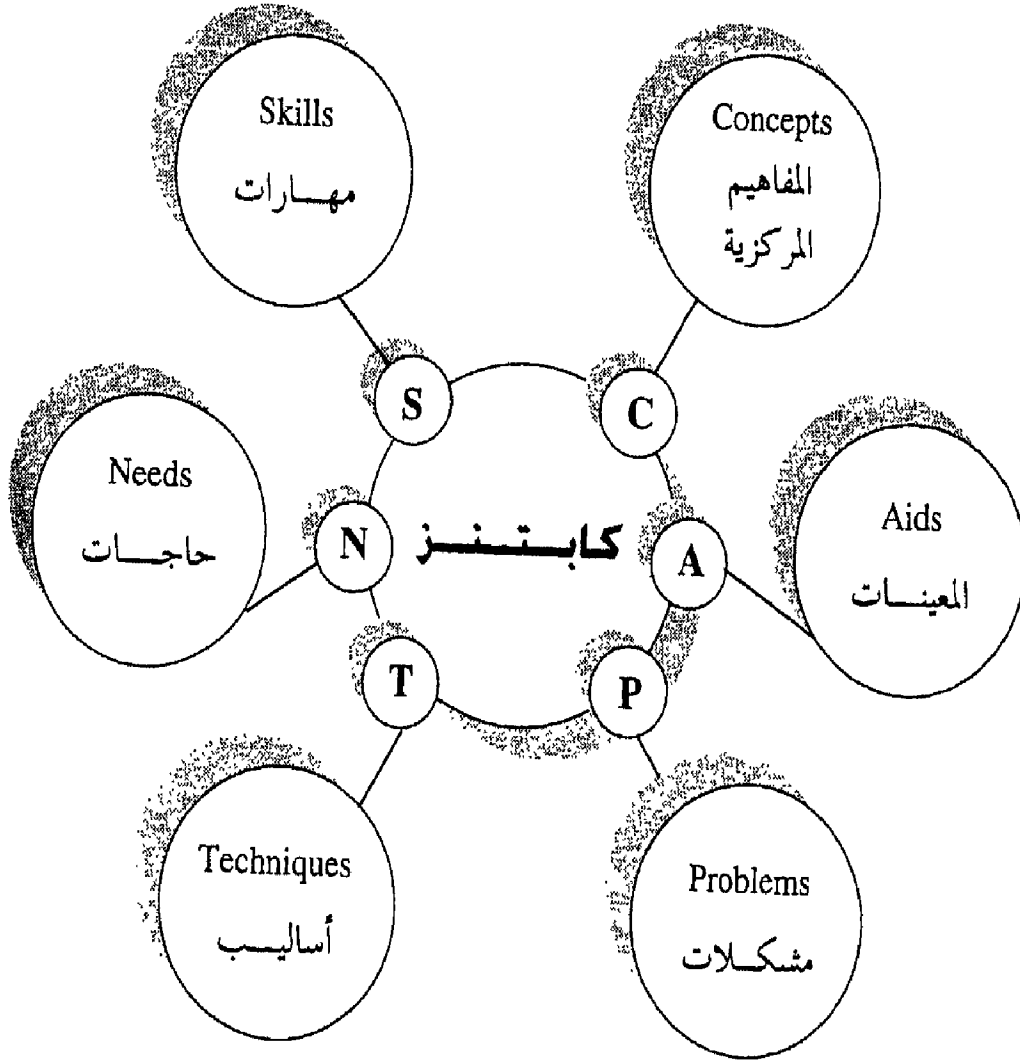 Skills
مهارات
Concepts
المفاهيم
المركزية
S
C
Needs
حاجات
N
كابتنز
A
Aids
المعينات
T
P
Techniques
أساليب
Problems
مشكلات